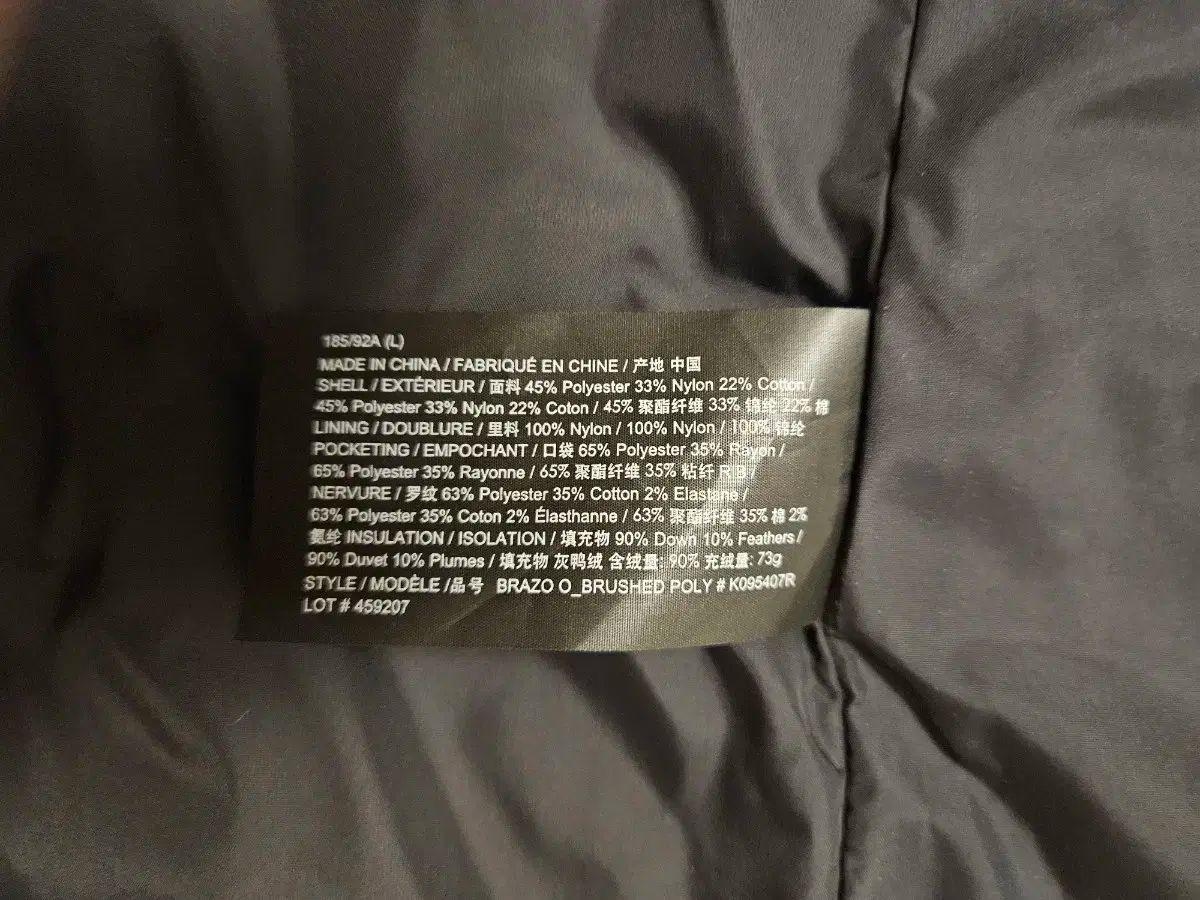 185/92A (L)
MADE IN CHINA / FABRIQUÉ EN CHINE / 产地 中国
SHELL / EXTÉRIEUR / 面料 45% Polyester 33% Nylon 22% Cotton /
45% Polyester 33% Nylon 22% Coton / 45% 聚酯纤维 33% 锦纶 22% 棉
LINING / DOUBLURE / 里料 100% Nylon / 100% Nylon / 100% 锦纶
POCKETING / EMPOCHANT / 口袋 65% Polyester 35% Rayon /
65% Polyester 35% Rayonne / 65% 聚酯纤维 35% 粘纤 RIB /
NERVURE / 罗纹 63% Polyester 35% Cotton 2% Elastane /
63% Polyester 35% Coton 2% Élasthanne / 63% 聚酯纤维 35% 棉 2%
氨纶 INSULATION / ISOLATION / 填充物 90% Down 10% Feathers /
90% Duvet 10% Plumes / 填充物 灰鸭绒 含绒量: 90% 充绒量: 73g
STYLE / MODÈLE /品号 BRAZO O_BRUSHED POLY # K095407R
LOT # 459207